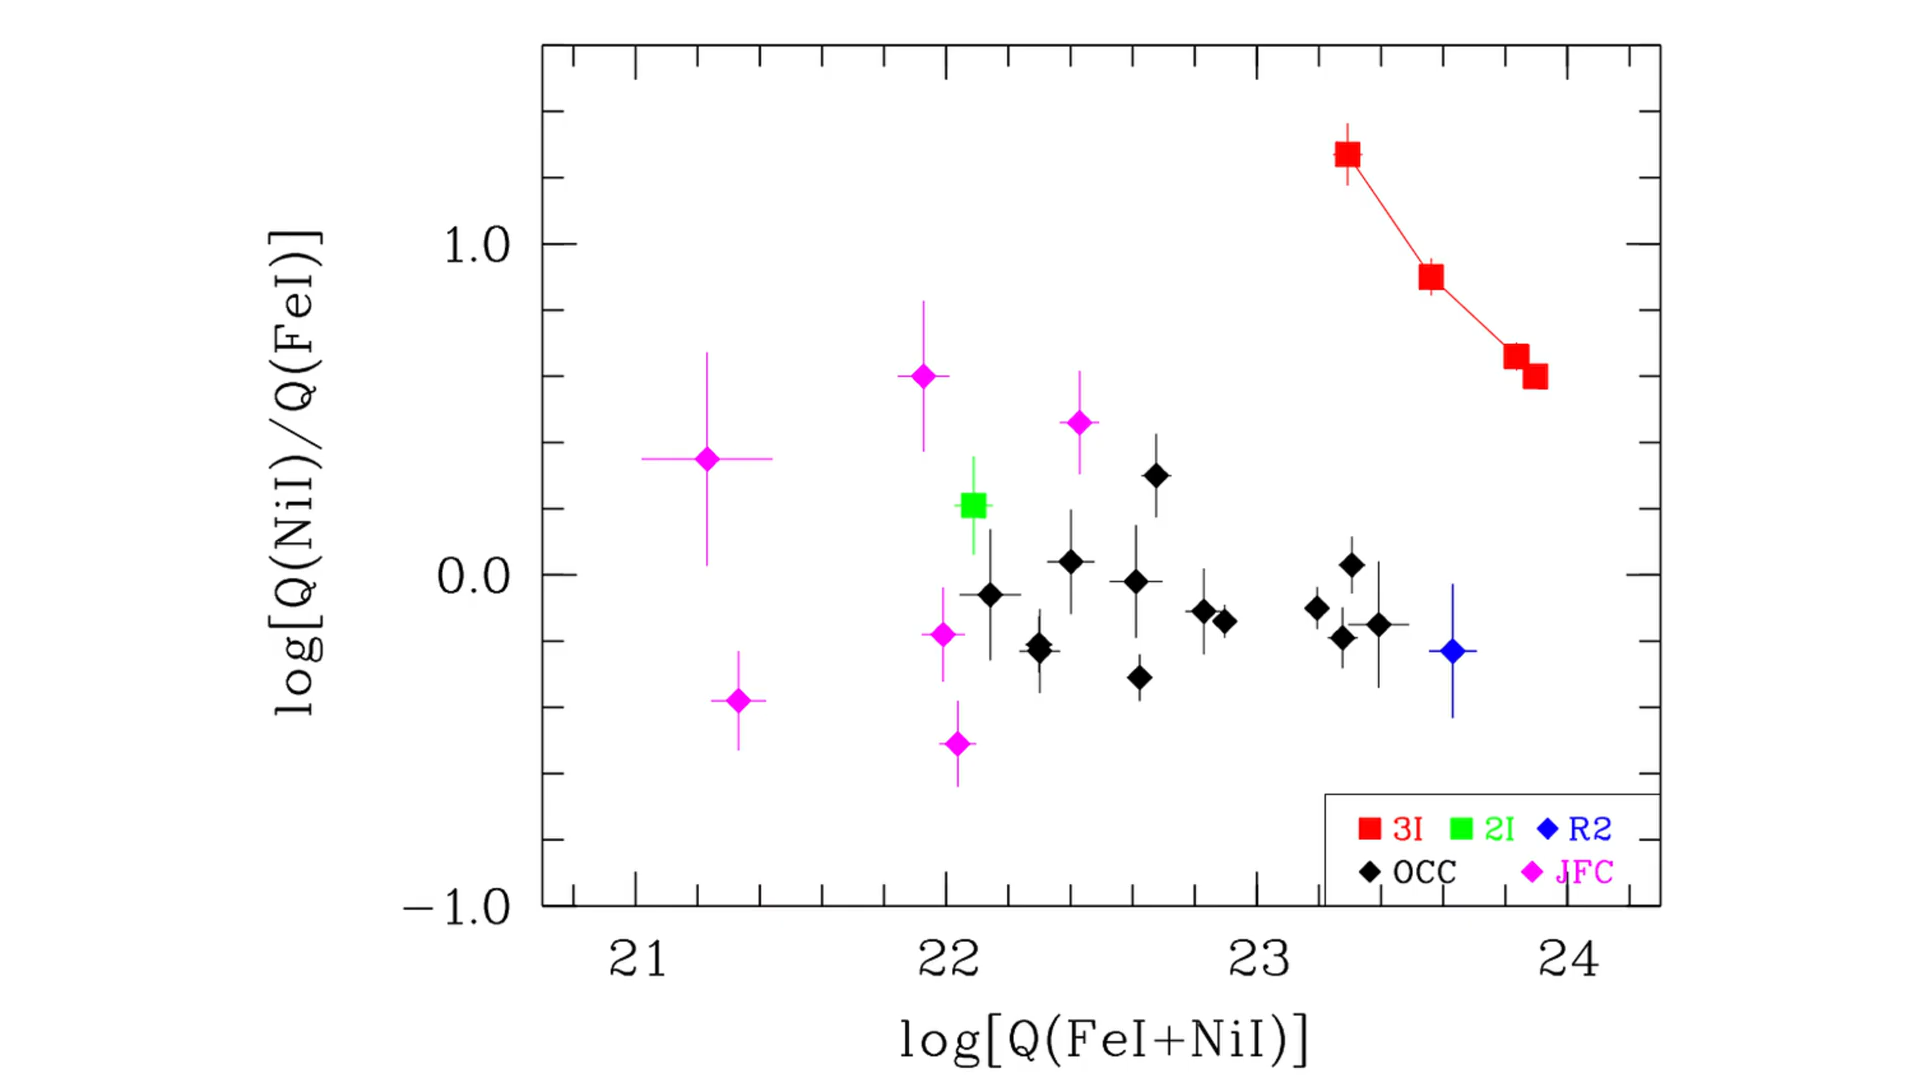 log[Q(NiI)/Q(FeI)]
1.0
0.0
−1.0
3I 2I R2
OCC JFC
21 22 23 24
log[Q(FeI+NiI)]